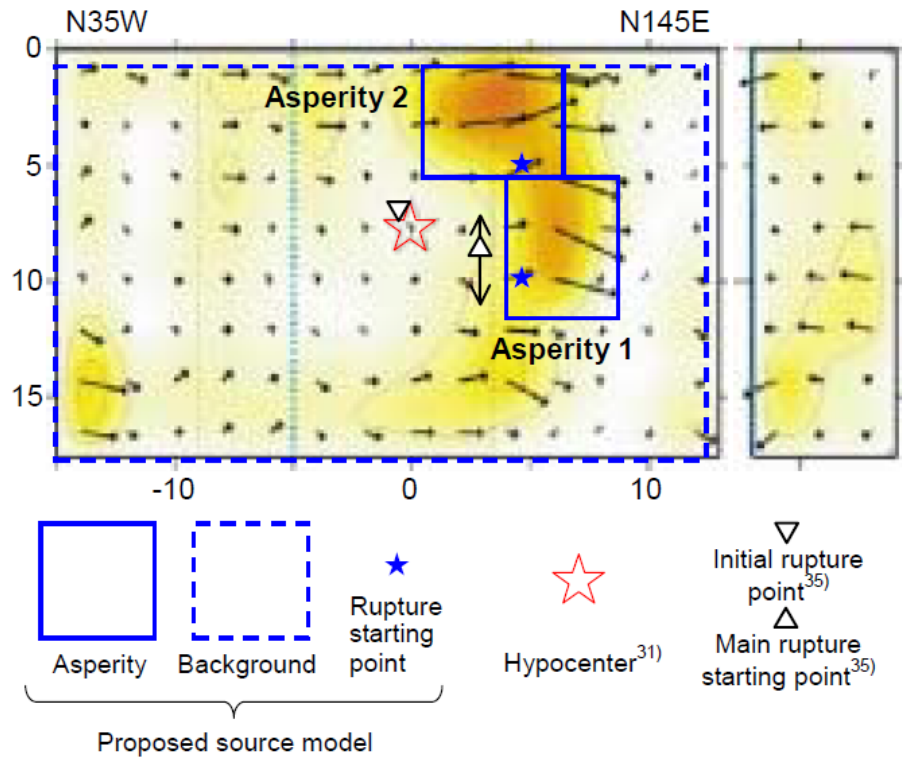 N35W N145E
0
Asperity 2
5
10
Asperity 1
15
-10 0 10
Asperity
Background
Rupture
starting
point
Hypocenter31)
Initial rupture
point35)
Main rupture
starting point35)
Proposed source model